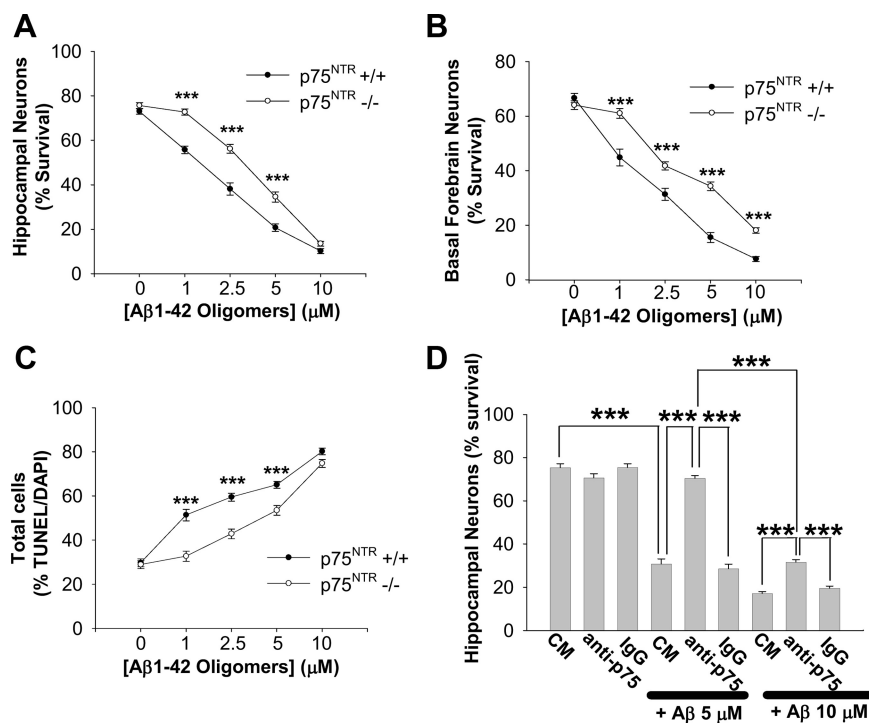 A
Hippocampal Neurons
(% Survival)
100
80
60
40
20
0
p75NTR +/+
p75NTR -/-
***
***
***
0 1 2.5 5 10
[Aβ1-42 Oligomers] (μM)
B
Basal Forebrain Neurons
(% Survival)
80
60
40
20
0
p75NTR +/+
p75NTR -/-
***
***
***
***
0 1 2.5 5 10
[Aβ1-42 Oligomers] (μM)
C
Total cells
(% TUNEL/DAPI)
100
80
60
40
20
0
***
***
***
p75NTR +/+
p75NTR -/-
0 1 2.5 5 10
[Aβ1-42 Oligomers] (μM)
D
Hippocampal Neurons (% survival)
100
80
60
40
20
0
***
*** *** ***
*** ***
CM anti-p75 IgG CM anti-p75 IgG CM anti-p75 IgG
+ Aβ 5 μM + Aβ 10 μM